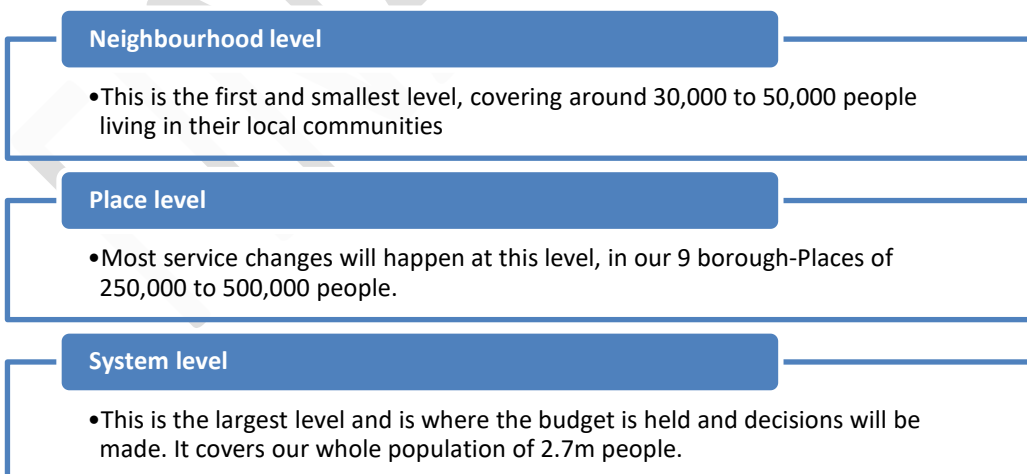 Neighbourhood level
•This is the first and smallest level, covering around 30,000 to 50,000 people
living in their local communities
Place level
•Most service changes will happen at this level, in our 9 borough-Places of
250,000 to 500,000 people.
System level
•This is the largest level and is where the budget is held and decisions will be
made. It covers our whole population of 2.7m people.